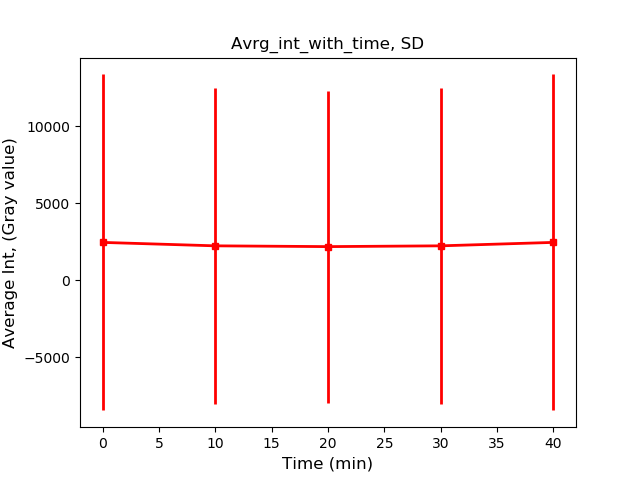 Avrg_int_with_time, SD
Average Int, (Gray value)
10000
5000
0
−5000
0 5 10 15 20 25 30 35 40
Time (min)